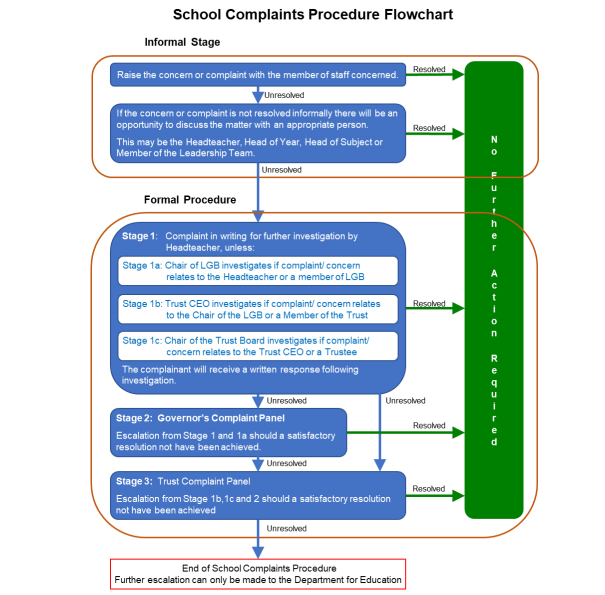 School Complaints Procedure Flowchart
Informal Stage
Raise the concern or complaint with the member of staff concerned.
Resolved
Unresolved
If the concern or complaint is not resolved informally there will be an
opportunity to discuss the matter with an appropriate person.
This may be the Headteacher, Head of Year, Head of Subject or
Member of the Leadership Team.
Resolved
Unresolved
Formal Procedure
Stage 1: Complaint in writing for further investigation by
Headteacher, unless:
Stage 1a: Chair of LGB investigates if complaint/ concern
relates to the Headteacher or a member of LGB
Stage 1b: Trust CEO investigates if complaint/ concern relates
to the Chair of the LGB or a Member of the Trust
Resolved
Stage 1c: Chair of the Trust Board investigates if complaint/
concern relates to the Trust CEO or a Trustee
The complainant will receive a written response following
investigation.
Unresolved
Unresolved
Stage 2: Governor's Complaint Panel
Escalation from Stage 1 and 1a should a satisfactory
resolution not have been achieved.
Resolved
Unresolved
Stage 3: Trust Complaint Panel
Escalation from Stage 1b,1c and 2 should a satisfactory resolution
not have been achieved
Resolved
Unresolved
End of School Complaints Procedure
Further escalation can only be made to the Department for Education
No Further Action Required